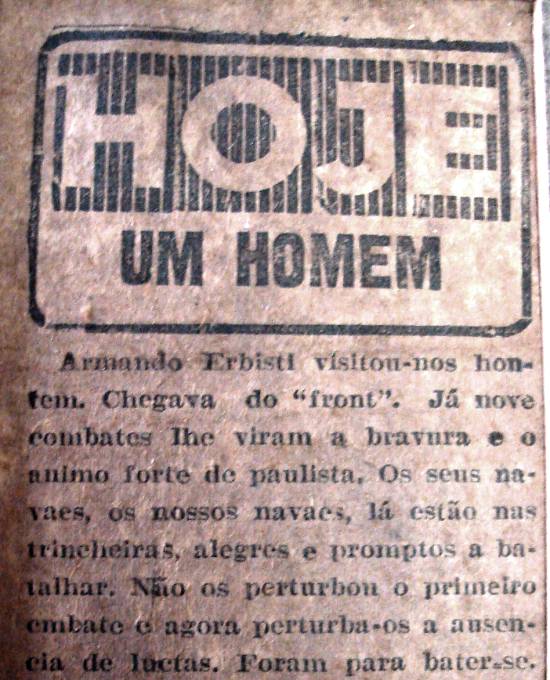 HOJE
UM HOMEM
Armando Erbisti visitou-nos hon-
tem. Chegava do “front”. Já nove
combates lhe viram a bravura e o
animo forte de paulista. Os seus na-
vaes, os nossos navaes, lá estão nas
trincheiras, alegres e promptos a ba-
talhar. Não os perturbou o primeiro
embate e agora perturba-os a ausen-
cia de luctas. Foram para bater-se.